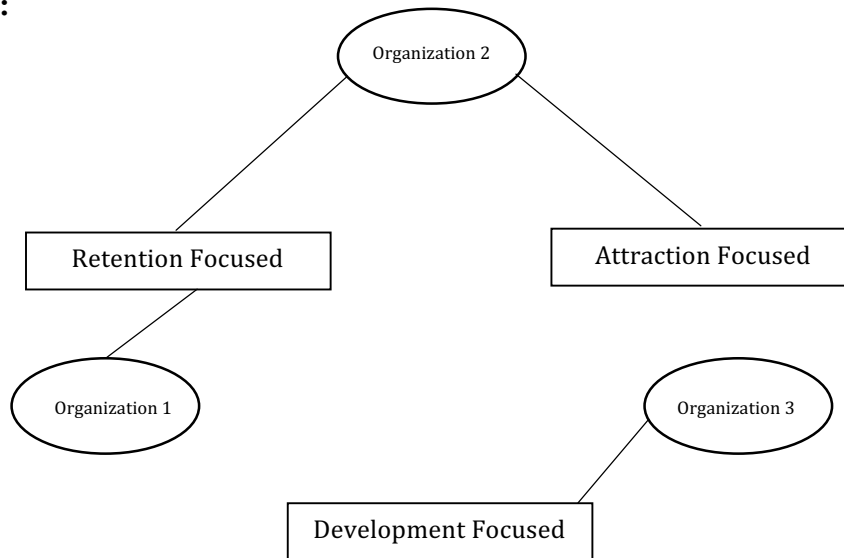 :
Organization 2
Retention Focused
Attraction Focused
Organization 1
Organization 3
Development Focused